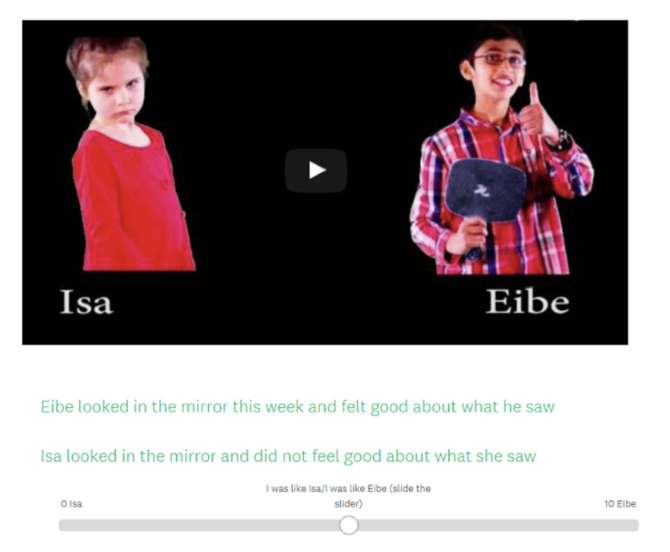 Isa Eibe
Eibe looked in the mirror this week and felt good about what he saw
Isa looked in the mirror and did not feel good about what she saw
I was like Isa/I was like Eibe (slide the
slider)
0 Isa 10 Eibe